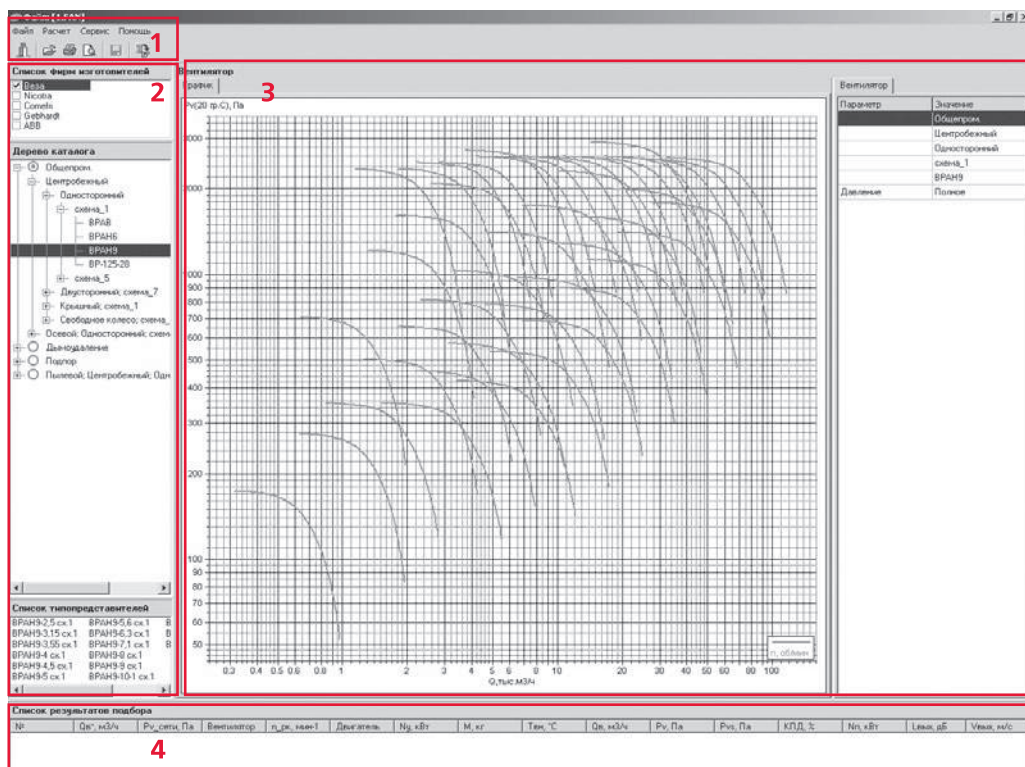 Файл Расчет Сервис Помощь
1
Список фирм изготовителей
Веза
Nicotra
Comefri
Gebhardt
ABB
2
Дерево каталога
Общепром.
Центробежный
Односторонний
схема_1
ВРАВ
ВРАН6
ВРАН9
ВР-125-28
схема_5
Двусторонний; схема_7
Крышный; схема_1
Свободное колесо; схема_
Осевой; Односторонний; схем
Дымоудаление
Подпор
Пылевой; Центробежный; Одн
Список типопредставителей
ВРАН9-2,5 сх.1 ВРАН9-5,6 сх.1 В
ВРАН9-3,15 сх.1 ВРАН9-6,3 сх.1 В
ВРАН9-3,55 сх.1 ВРАН9-7,1 сх.1 В
ВРАН9-4 сх.1 ВРАН9-8 сх.1
ВРАН9-4,5 сх.1 ВРАН9-9 сх.1
ВРАН9-5 сх.1 ВРАН9-10-1 сх.1
Вентилятор
График
3
Pv(20 гр.С), Па
3000
2000
1000
900
800
700
600
500
400
300
200
100
90
80
70
60
50
0.3 0.4 0.5 0.6 0.8 1 2 3 4 5 6 8 10 20 30 40 50 60 80 100
Q,тыс.м3/ч
n, об/мин
Вентилятор
Параметр Значение
Общепром.
Центробежный
Односторонний
схема_1
ВРАН9
Давление Полное
Список результатов подбора
№ Qв*, м3/ч Pv_сети, Па Вентилятор n_рк, мин-1 Двигатель Ny, кВт M, кг Тем, °C Qв, м3/ч Pv, Па Pvs, Па КПД, % Nп, кВт Lвых, дБ Vвых, м/с
4